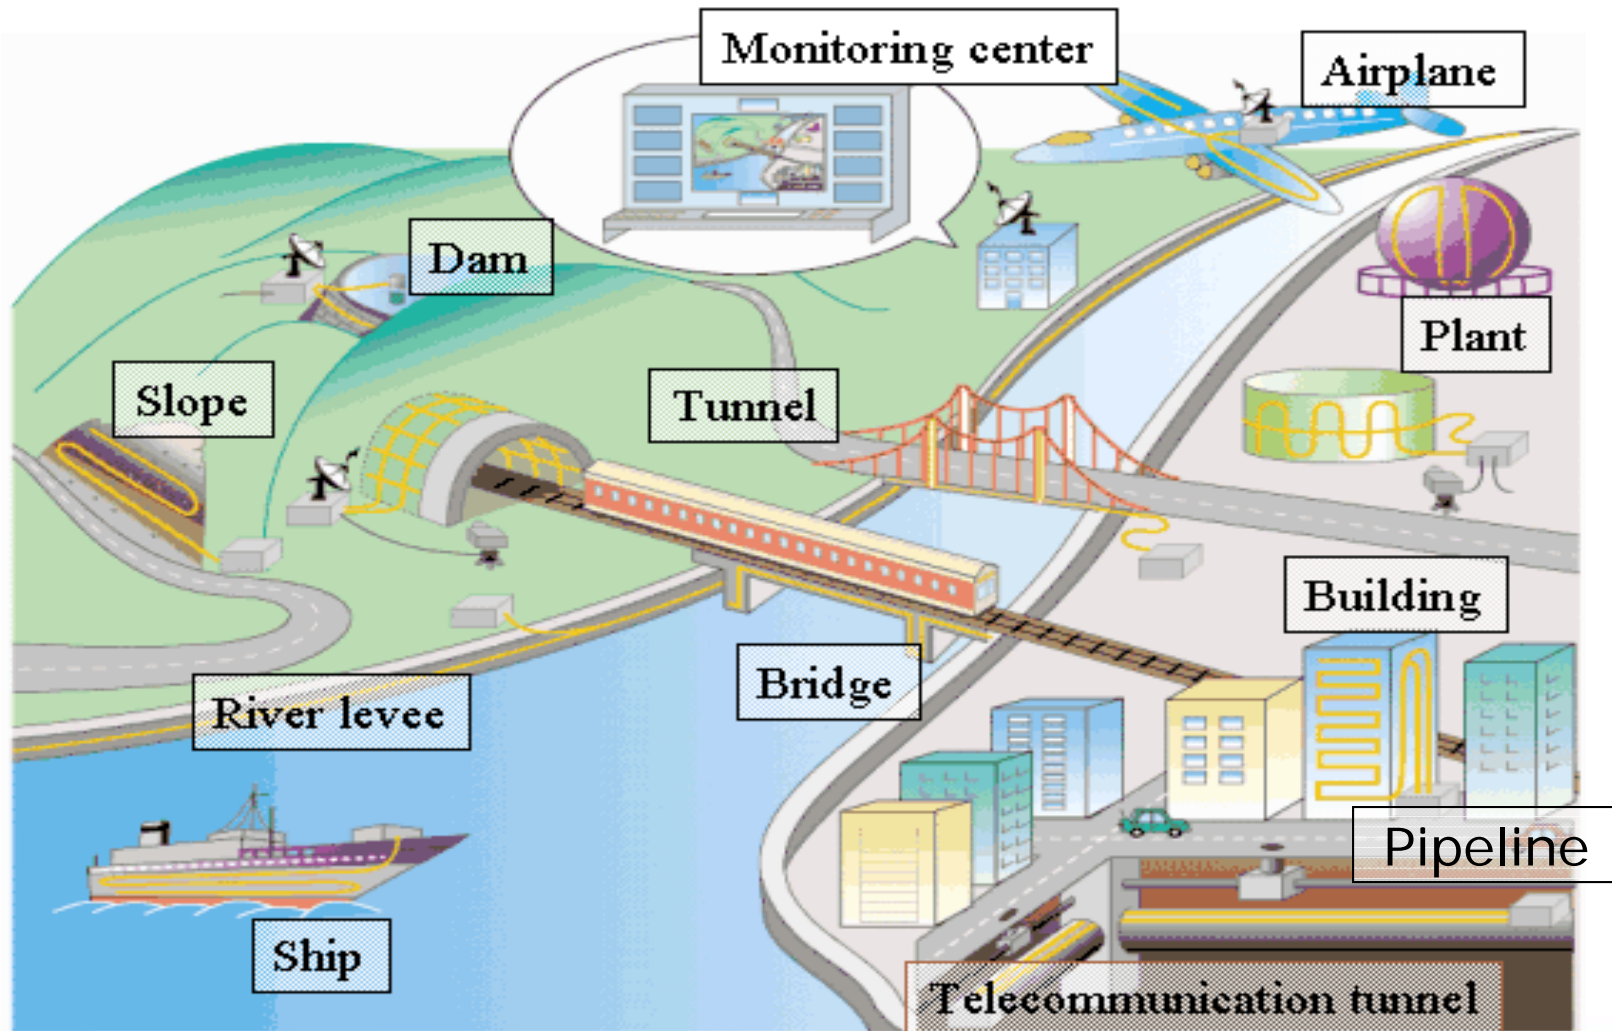 Monitoring center
Airplane
Dam
Plant
Slope
Tunnel
Building
Bridge
River levee
Pipeline
Ship
Telecommunication tunnel